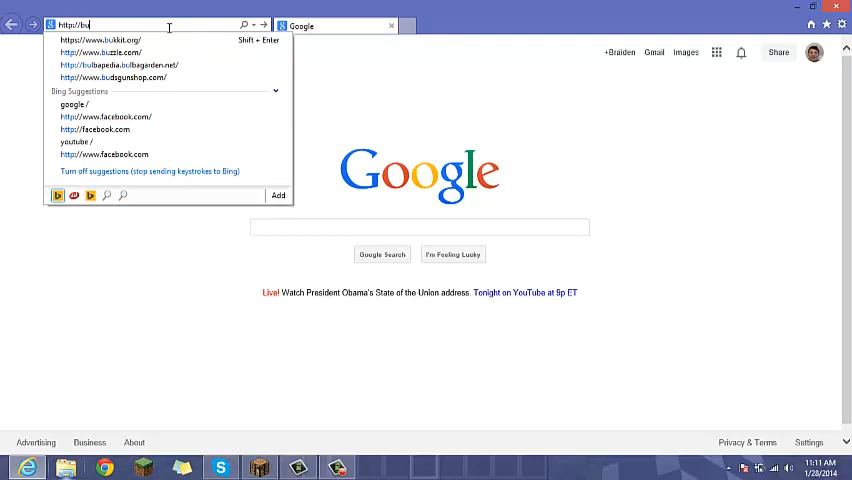 http://bu
Google
https://www.bukkit.org/ Shift + Enter
http://www.buzzle.com/
http://bulbapedia.bulbagarden.net/
http://www.budsgunshop.com/
Bing Suggestions
google /
http://www.facebook.com/
http://facebook.com
youtube /
http://www.facebook.com
Turn off suggestions (stop sending keystrokes to Bing)
Add
+Braiden Gmail Images Share
Google
Google Search I'm Feeling Lucky
Live! Watch President Obama's State of the Union address. Tonight on YouTube at 9p ET
Advertising Business About Privacy & Terms Settings
11:11 AM
1/28/2014